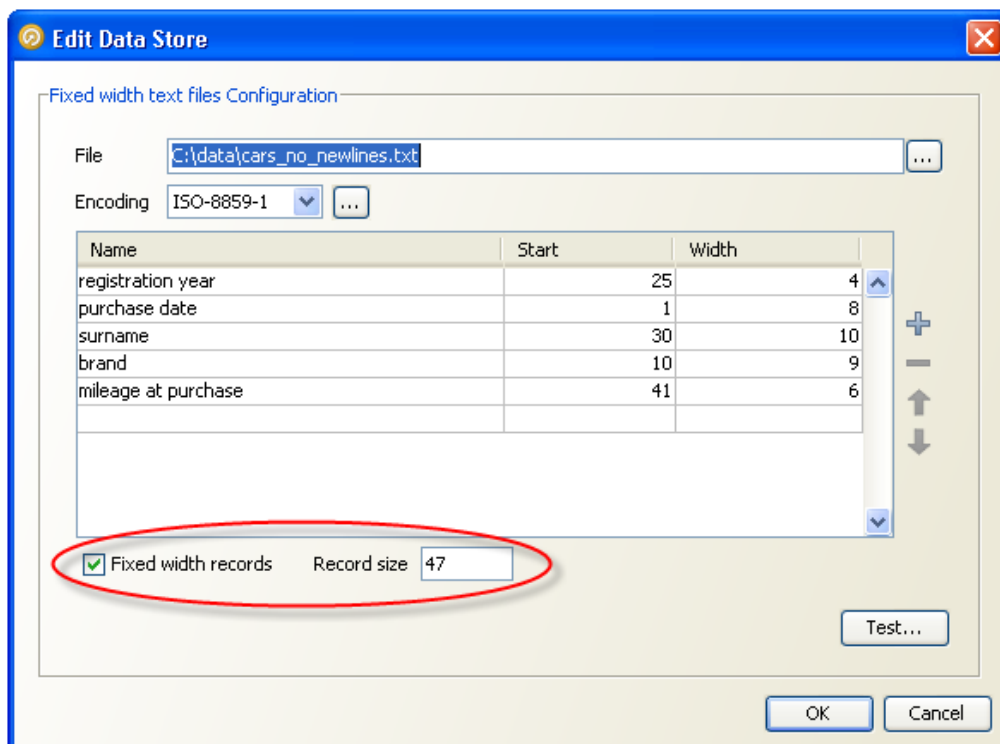 Edit Data Store
Fixed width text files Configuration
File C:\data\cars_no_newlines.txt ...
Encoding ISO-8859-1 ...
Name Start Width
registration year 25 4
purchase date 1 8
surname 30 10
brand 10 9
mileage at purchase 41 6
Fixed width records Record size 47
Test...
OK Cancel